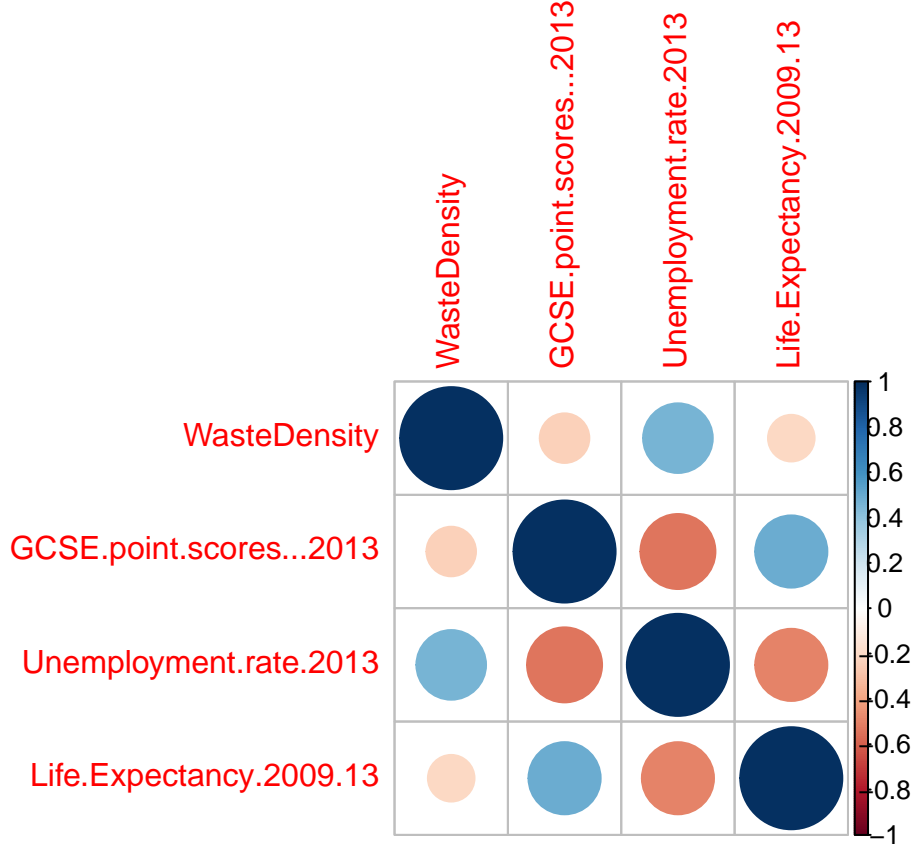 WasteDensity
GCSE.point.scores...2013
Unemployment.rate.2013
Life.Expectancy.2009.13
WasteDensity
GCSE.point.scores...2013
Unemployment.rate.2013
Life.Expectancy.2009.13
1
0.8
0.6
0.4
0.2
0
−0.2
−0.4
−0.6
−0.8
−1